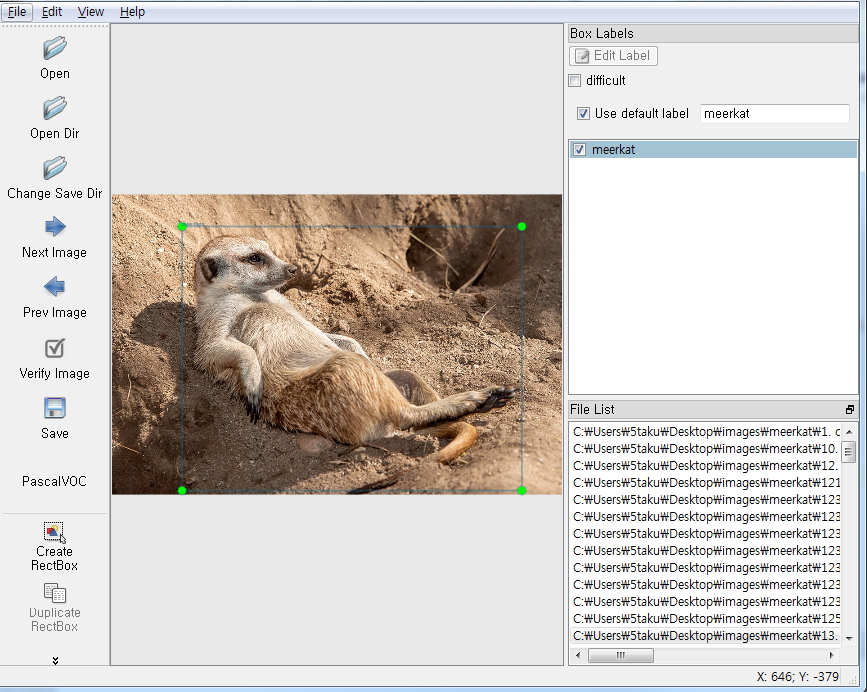 File Edit View Help
Open
Open Dir
Change Save Dir
Next Image
Prev Image
Verify Image
Save
PascalVOC
Create
RectBox
Duplicate
RectBox
Box Labels
Edit Label
difficult
Use default label meerkat
meerkat
File List
C:₩Users₩5taku₩Desktop₩images₩meerkat₩1. c
C:₩Users₩5taku₩Desktop₩images₩meerkat₩10.
C:₩Users₩5taku₩Desktop₩images₩meerkat₩12.
C:₩Users₩5taku₩Desktop₩images₩meerkat₩121
C:₩Users₩5taku₩Desktop₩images₩meerkat₩123
C:₩Users₩5taku₩Desktop₩images₩meerkat₩123
C:₩Users₩5taku₩Desktop₩images₩meerkat₩123
C:₩Users₩5taku₩Desktop₩images₩meerkat₩123
C:₩Users₩5taku₩Desktop₩images₩meerkat₩123
C:₩Users₩5taku₩Desktop₩images₩meerkat₩123
C:₩Users₩5taku₩Desktop₩images₩meerkat₩123
C:₩Users₩5taku₩Desktop₩images₩meerkat₩125
C:₩Users₩5taku₩Desktop₩images₩meerkat₩13.
X: 646; Y: -379